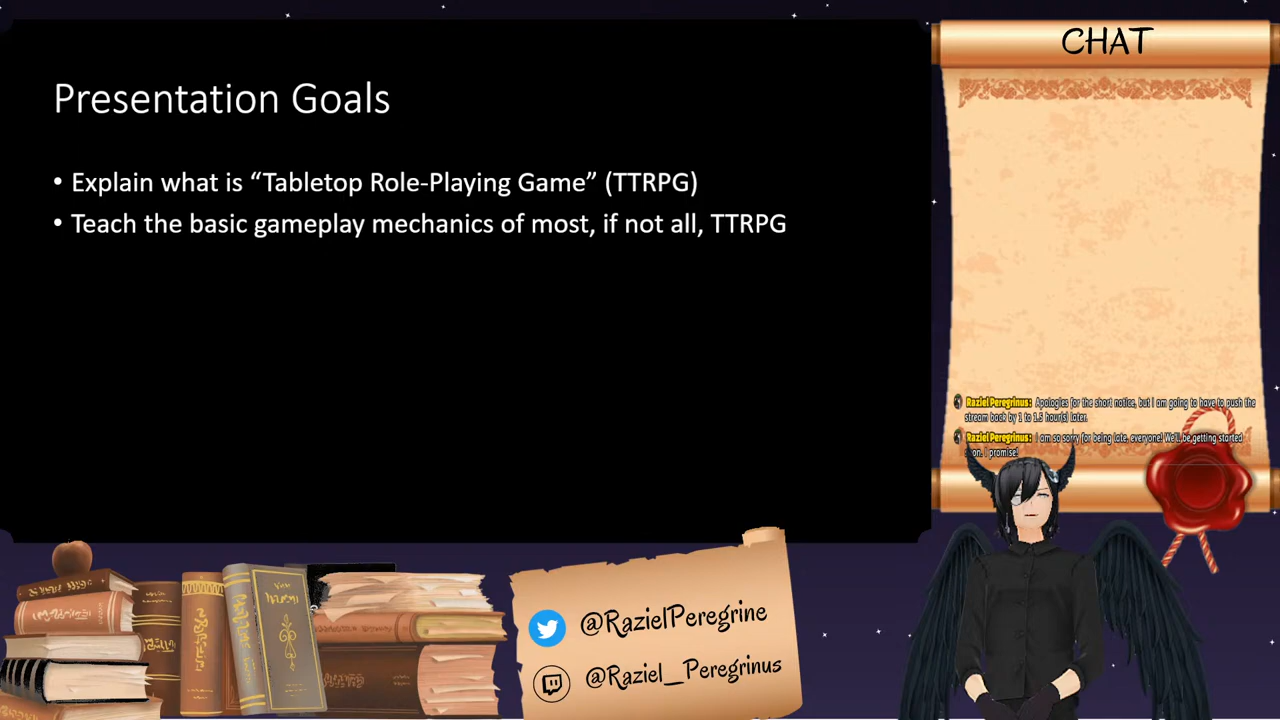 Presentation Goals
• Explain what is “Tabletop Role-Playing Game” (TTRPG)
• Teach the basic gameplay mechanics of most, if not all, TTRPG
CHAT
RazielPeregrinus: Apologies for the short notice, but I am going to have to push the
stream back by 1 to 1.5 hour(s) later.
RazielPeregrinus: I am so sorry for being late, everyone! We'll be getting started
on. I promise!
@RazielPeregrine
@Raziel_Peregrinus